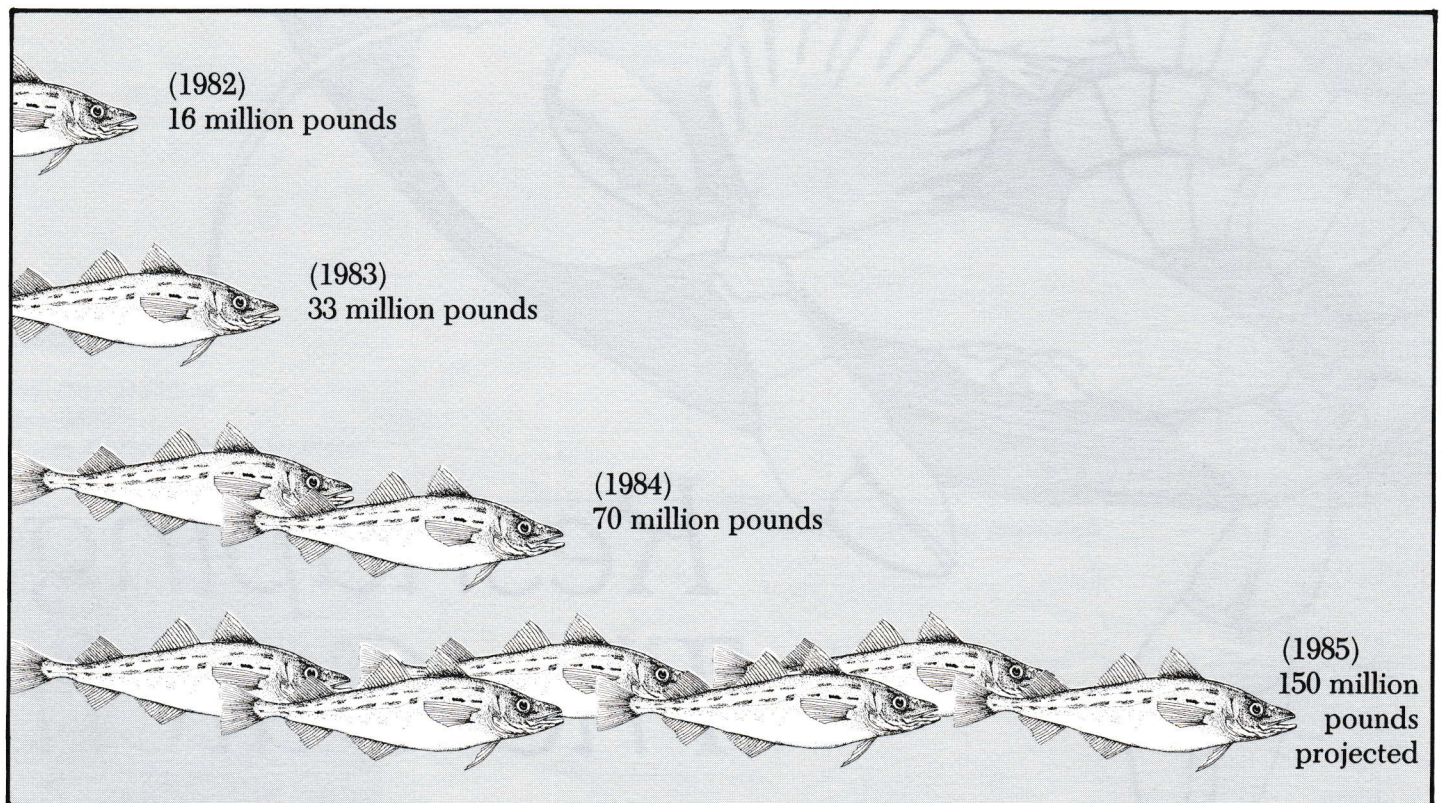 (1982)
16 million pounds
(1983)
33 million pounds
(1984)
70 million pounds
(1985)
150 million
pounds
projected